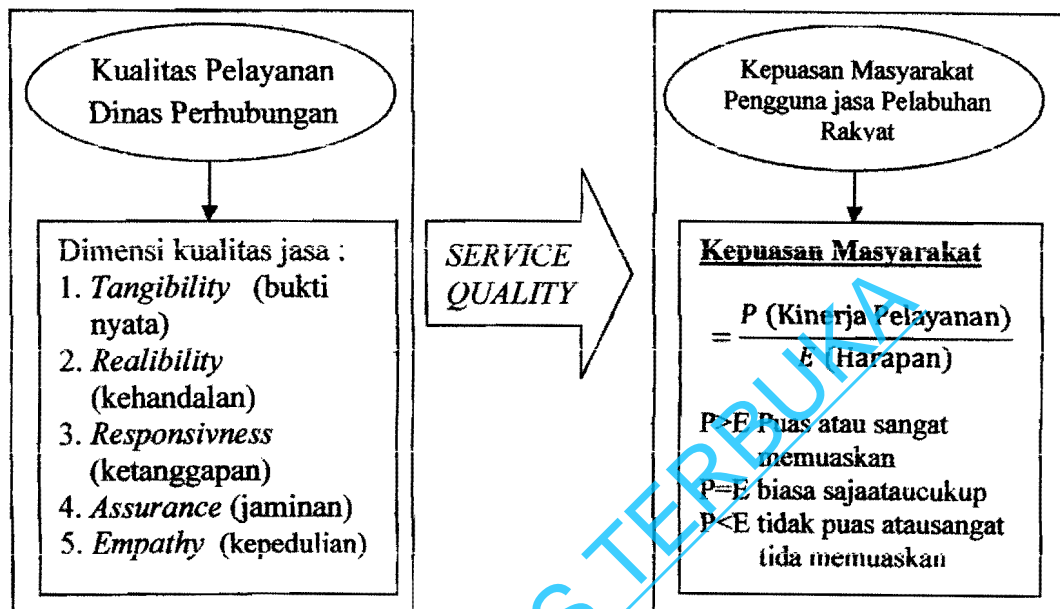 Kualitas Pelayanan
Dinas Perhubungan
Dimensi kualitas jasa :
1. Tangibility (bukti
nyata)
2. Realibility
(kehandalan)
3. Responsivness
(ketanggapan)
4. Assurance (jaminan)
5. Empathy (kepedulian)
SERVICE
QUALITY
Kepuasan Masyarakat
Pengguna jasa Pelabuhan
Rakyat
Kepuasan Masyarakat
= P (Kinerja Pelayanan)
E (Harapan)
P>E Puas atau sangat
memuaskan
P=E biasa sajaataucukup
P<E tidak puas atausangat
tida memuaskan
S TERBUKA